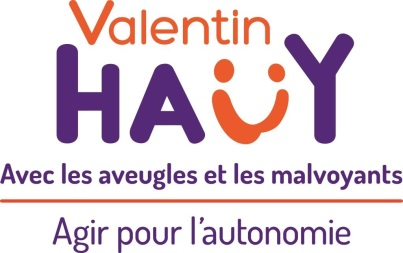 Valentin
HAÜY
Avec les aveugles et les malvoyants
Agir pour l'autonomie